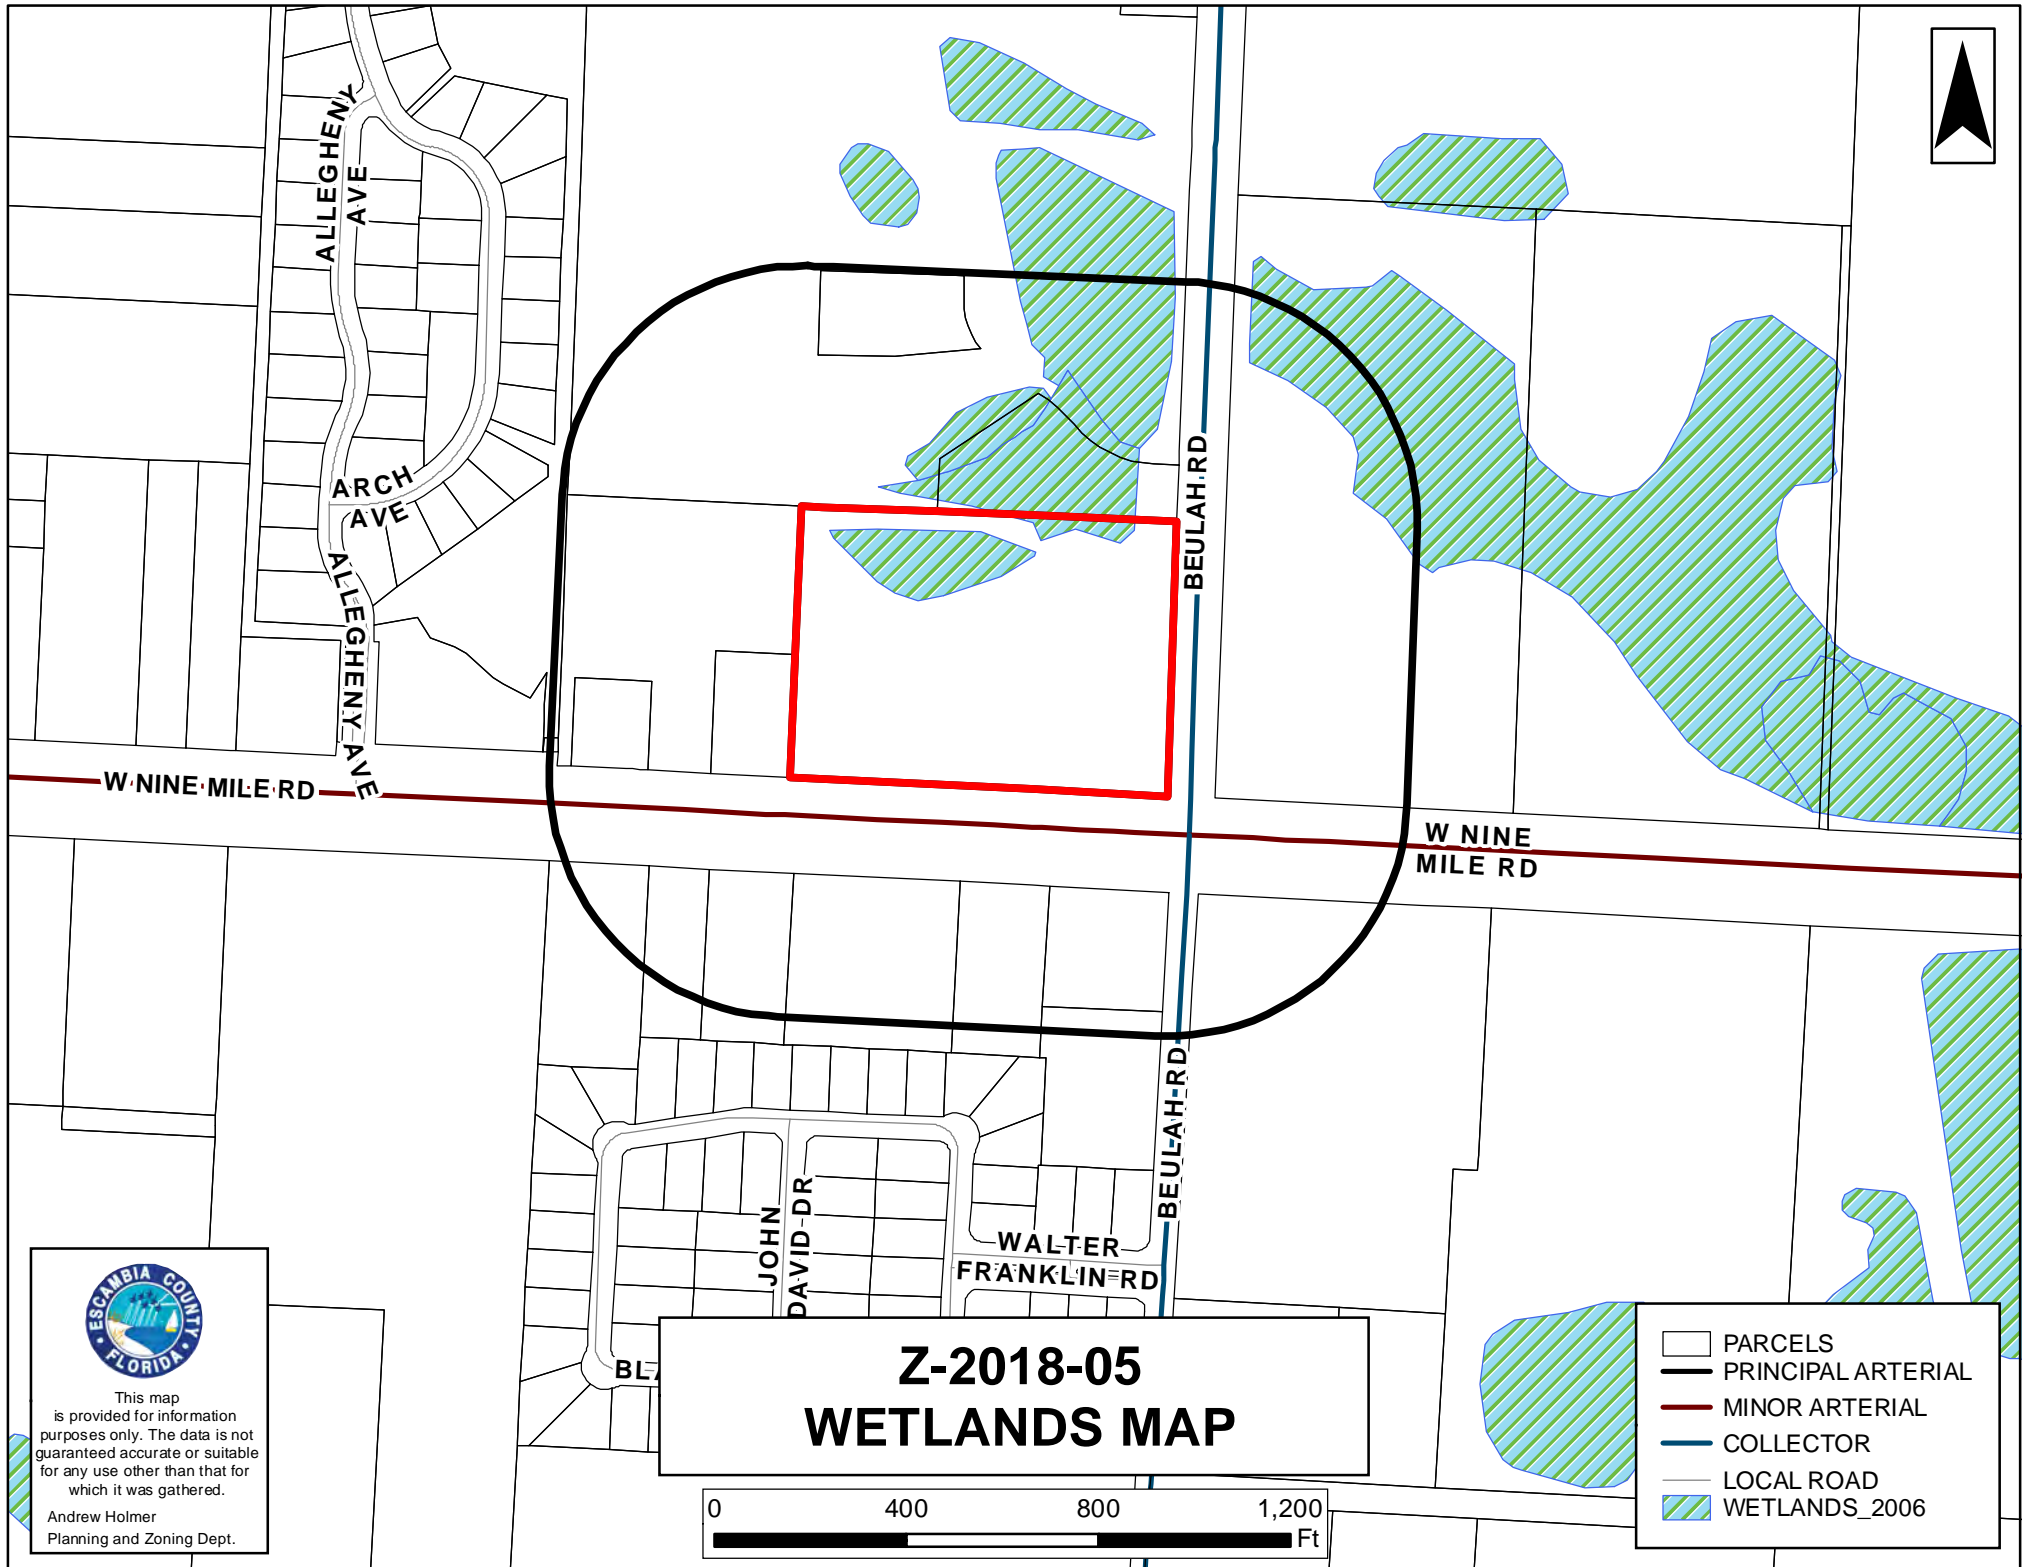 ALLEGHENY
AVE
ARCH
AVE
ALLEGHENY AVE
BEULAH RD
W NINE MILE RD
W NINE
MILE RD
BEULAH RD
JOHN
DAVID DR
WALTER
FRANKLIN RD
ESCAMBIA COUNTY
FLORIDA
This map
is provided for information
purposes only. The data is not
guaranteed accurate or suitable
for any use other than that for
which it was gathered.
Andrew Holmer
Planning and Zoning Dept.
Z-2018-05
WETLANDS MAP
0 400 800 1,200
Ft
PARCELS
PRINCIPAL ARTERIAL
MINOR ARTERIAL
COLLECTOR
LOCAL ROAD
WETLANDS_2006